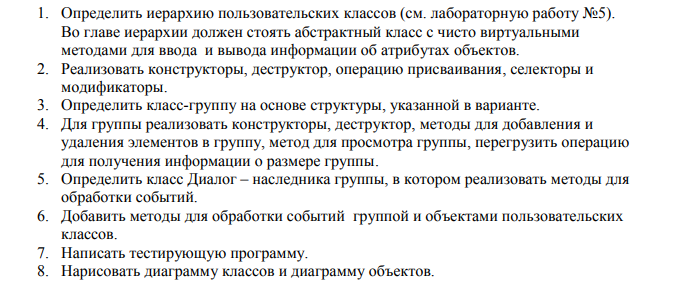 1. Определить иерархию пользовательских классов (см. лабораторную работу №5).
Во главе иерархии должен стоять абстрактный класс с чисто виртуальными
методами для ввода и вывода информации об атрибутах объектов.
2. Реализовать конструкторы, деструктор, операцию присваивания, селекторы и
модификаторы.
3. Определить класс-группу на основе структуры, указанной в варианте.
4. Для группы реализовать конструкторы, деструктор, методы для добавления и
удаления элементов в группу, метод для просмотра группы, перегрузить операцию
для получения информации о размере группы.
5. Определить класс Диалог – наследника группы, в котором реализовать методы для
обработки событий.
6. Добавить методы для обработки событий группой и объектами пользовательских
классов.
7. Написать тестирующую программу.
8. Нарисовать диаграмму классов и диаграмму объектов.